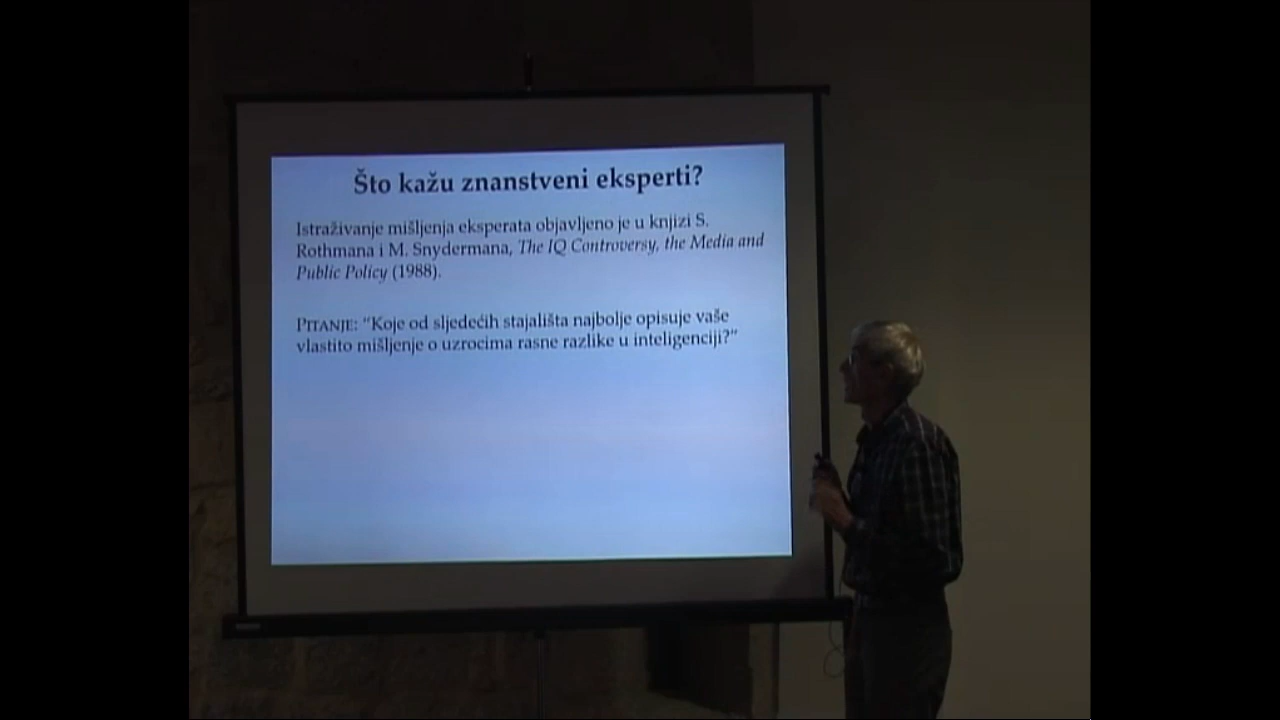 Što kažu znanstveni eksperti?
Istraživanje mišljenja eksperata objavljeno je u knjizi S.
Rothmana i M. Snydermana, The IQ Controversy, the Media and
Public Policy (1988).
PITANJE: "Koje od sljedećih stajališta najbolje opisuje vaše
vlastito mišljenje o uzrocima rasne razlike u inteligenciji?"